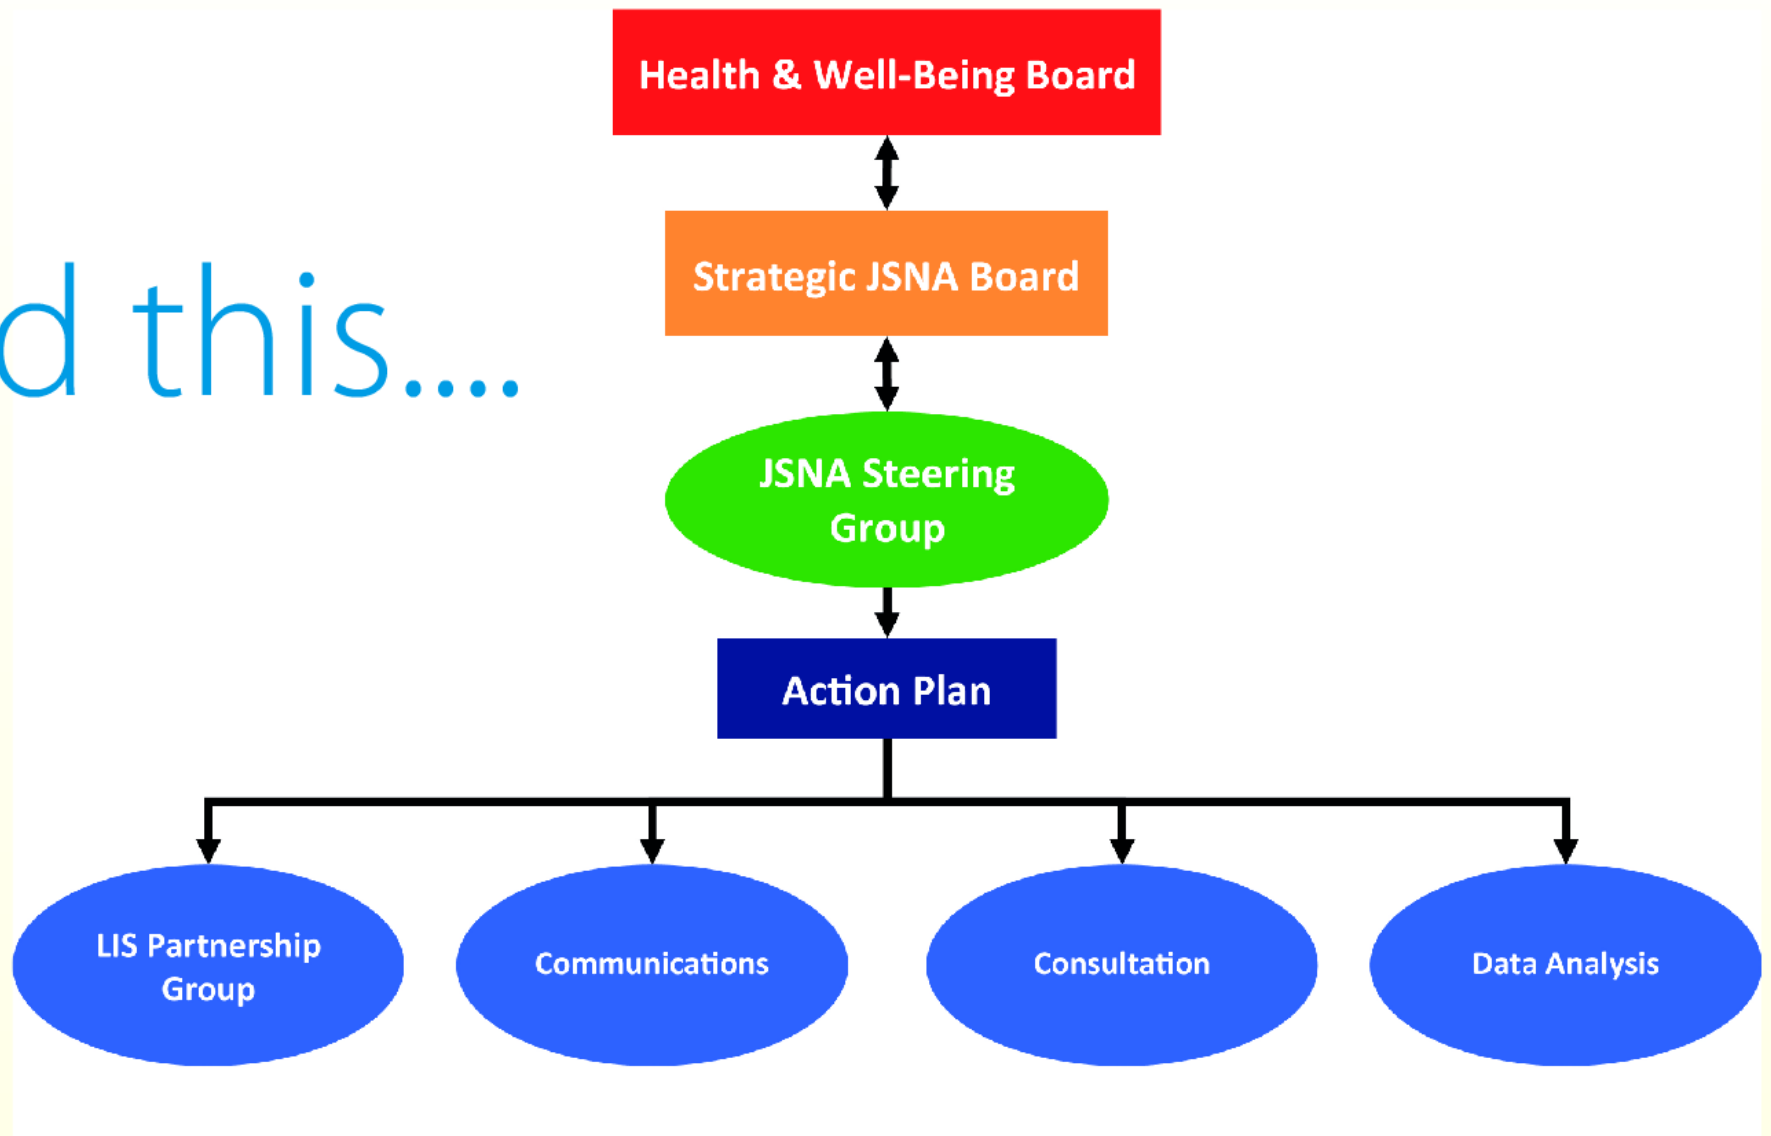 Health & Well-Being Board
Strategic JSNA Board
d this....
JSNA Steering
Group
Action Plan
LIS Partnership
Group
Communications
Consultation
Data Analysis